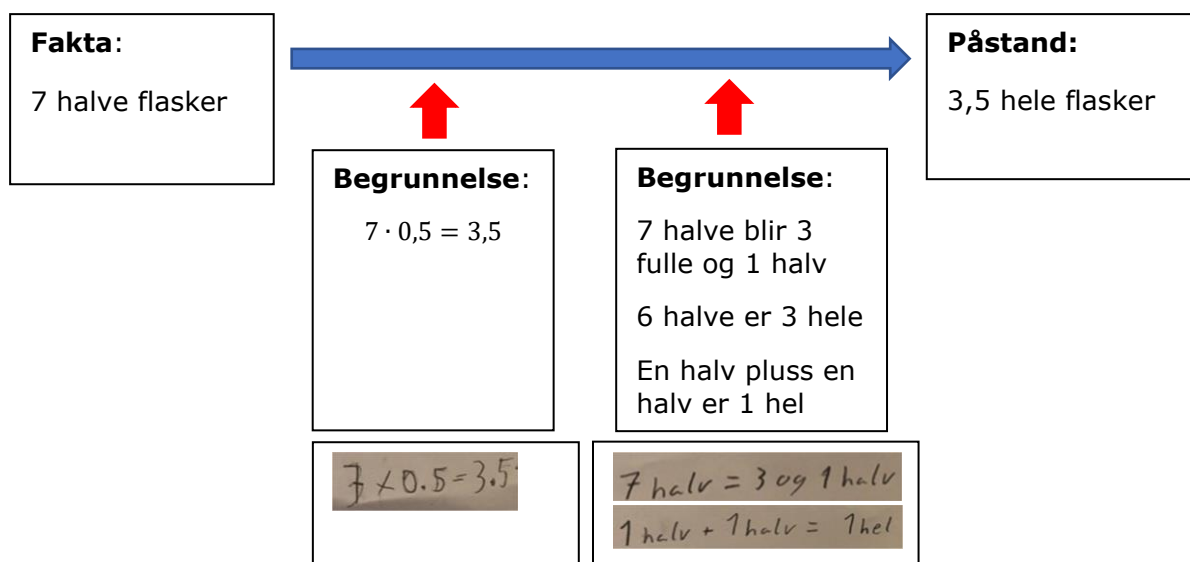 Fakta:
7 halve flasker
Påstand:
3,5 hele flasker
Begrunnelse:
7 · 0,5 = 3,5
Begrunnelse:
7 halve blir 3
fulle og 1 halv
6 halve er 3 hele
En halv pluss en
halv er 1 hel
7 × 0.5 = 3.5
7 halv = 3 og 1 halv
1 halv + 1 halv = 1 hel